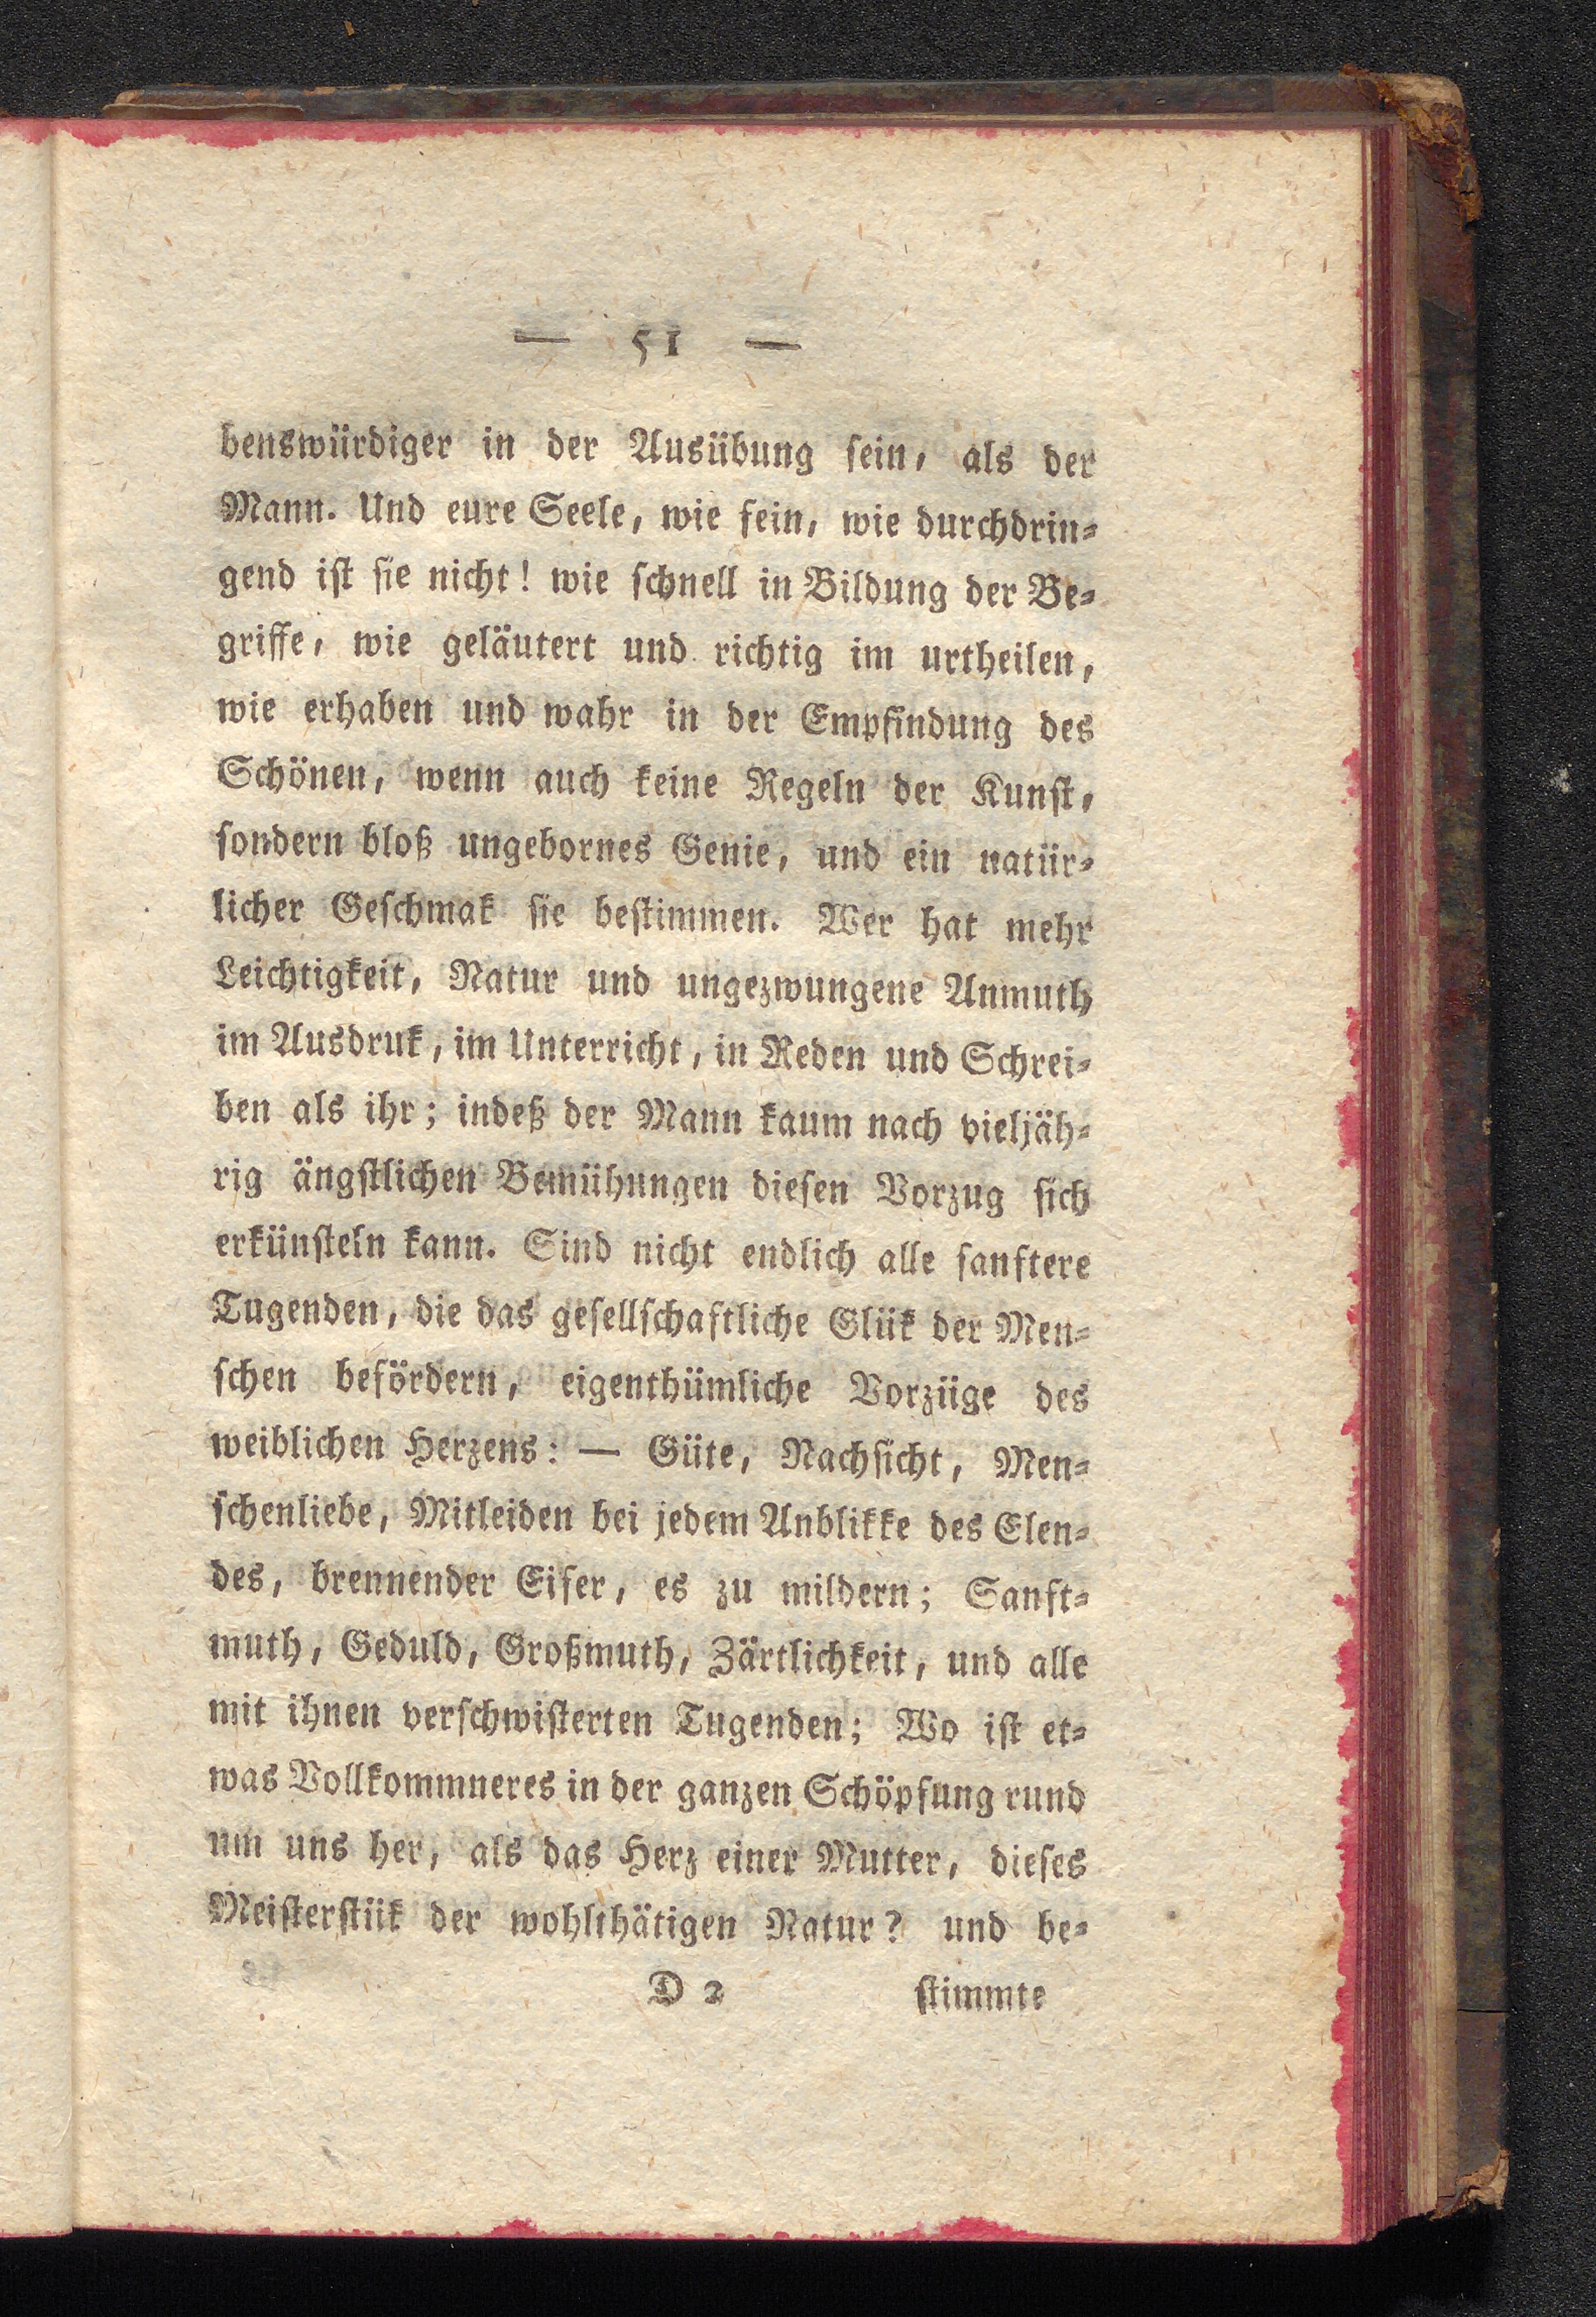 — 51 —
benswürdiger in der Ausübung sein, als der
Mann. Und eure Seele, wie fein, wie durchdrin⸗
gend ist sie nicht! wie schnell in Bildung der Be⸗
griffe, wie geläutert und richtig im urtheilen,
wie erhaben und wahr in der Empfindung des
Schönen, wenn auch keine Regeln der Kunst,
sondern bloß ungebornes Genie, und ein natür⸗
licher Geschmak sie bestimmen. Wer hat mehr
Leichtigkeit, Natur und ungezwungene Anmuth
im Ausdruk, im Unterricht, in Reden und Schrei⸗
ben als ihr; indeß der Mann kaum nach vieljäh⸗
rig ängstlichen Bemühungen diesen Vorzug sich
erkünsteln kann. Sind nicht endlich alle sanftere
Tugenden, die das gesellschaftliche Glük der Men⸗
schen befördern, eigenthümliche Vorzüge des
weiblichen Herzens: — Güte, Nachsicht, Men⸗
schenliebe, Mitleiden bei jedem Anblikke des Elen⸗
des, brennender Eifer, es zu mildern; Sanft⸗
muth, Geduld, Großmuth, Zärtlichkeit, und alle
mit ihnen verschwisterten Tugenden; Wo ist et⸗
was Vollkommneres in der ganzen Schöpfung rund
um uns her, als das Herz einer Mutter, dieses
Meisterstük der wohlthätigen Natur? und be⸗
D 2 stimmte